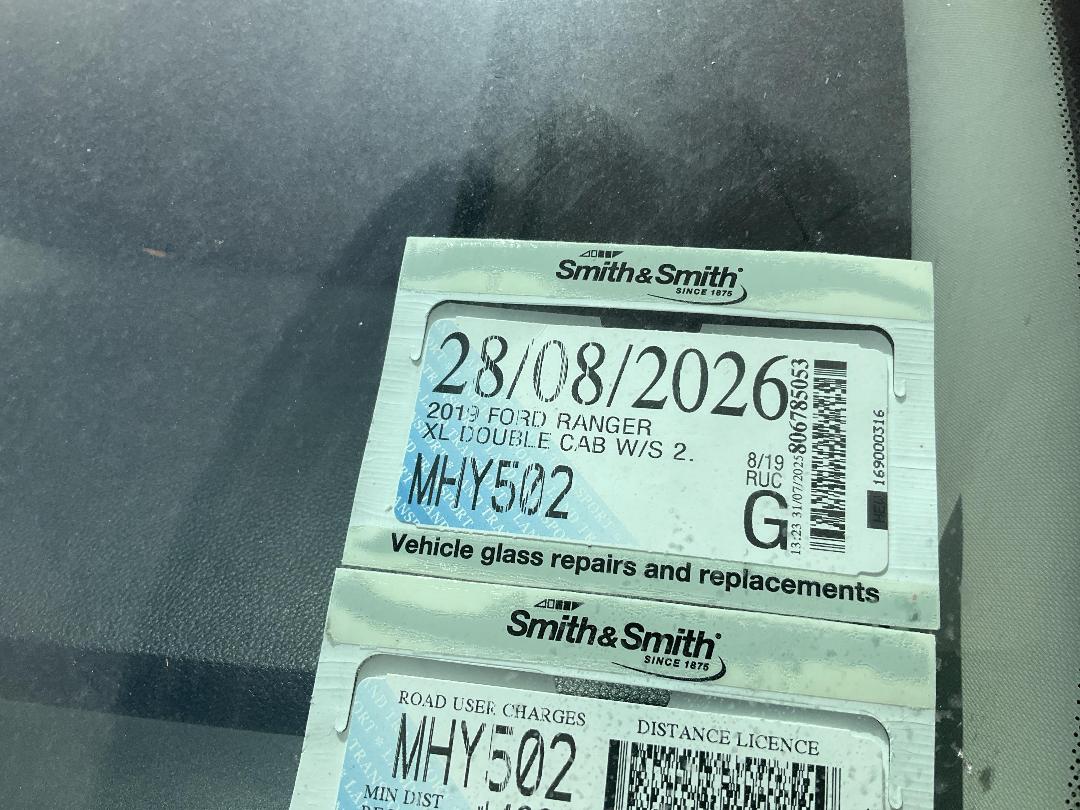 Smith&Smith
SINCE 1875
28/08/2026
2019 FORD RANGER
XL DOUBLE CAB W/S 2.
MHY502
8/19
RUC
G
13:23 31/07/2025 806785053
169000316
Vehicle glass repairs and replacements
Smith&Smith
SINCE 1875
ROAD USER CHARGES
MHY502
DISTANCE LICENCE
MIN DIST